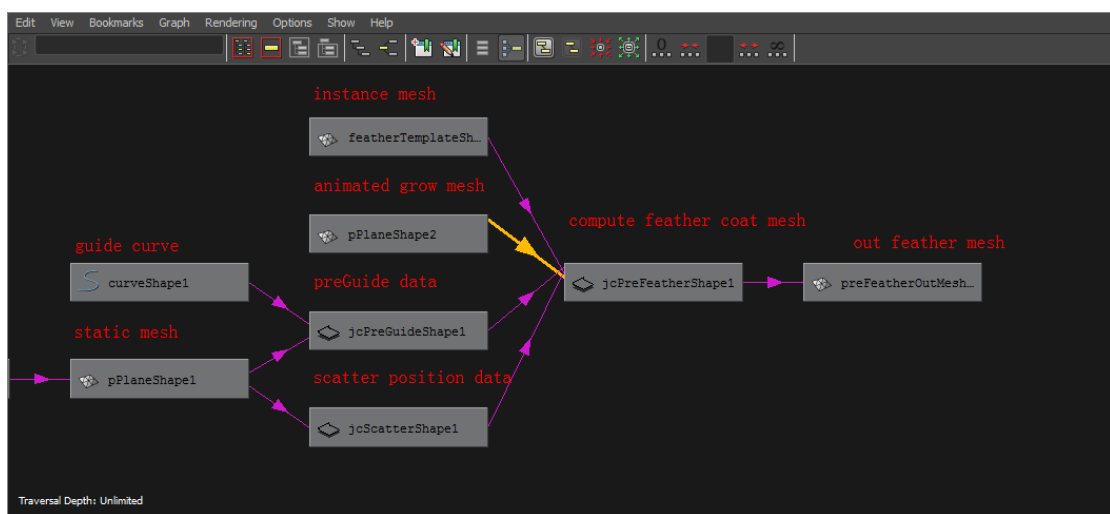 Edit View Bookmarks Graph Rendering Options Show Help
instance mesh
featherTemplateSh...
animated grow mesh
pPlaneShape2
compute feather coat mesh
out feather mesh
guide curve
curveShape1
preGuide data
jcPreFeatherShape1
preFeatherOutMesh...
static mesh
jcPreGuideShape1
pPlaneShape1
scatter position data
jcScatterShape1
Traversal Depth: Unlimited